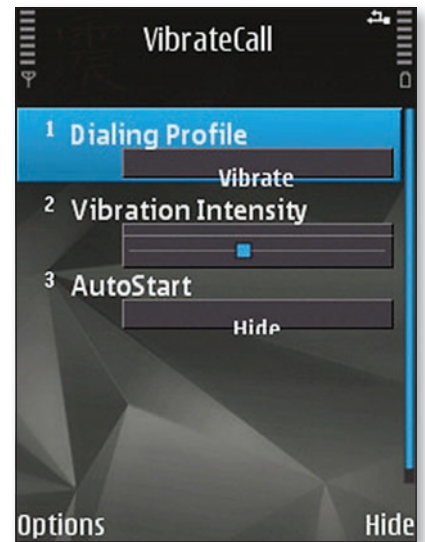 VibrateCall
1 Dialing Profile
Vibrate
2 Vibration Intensity
3 AutoStart
Hide
Options Hide